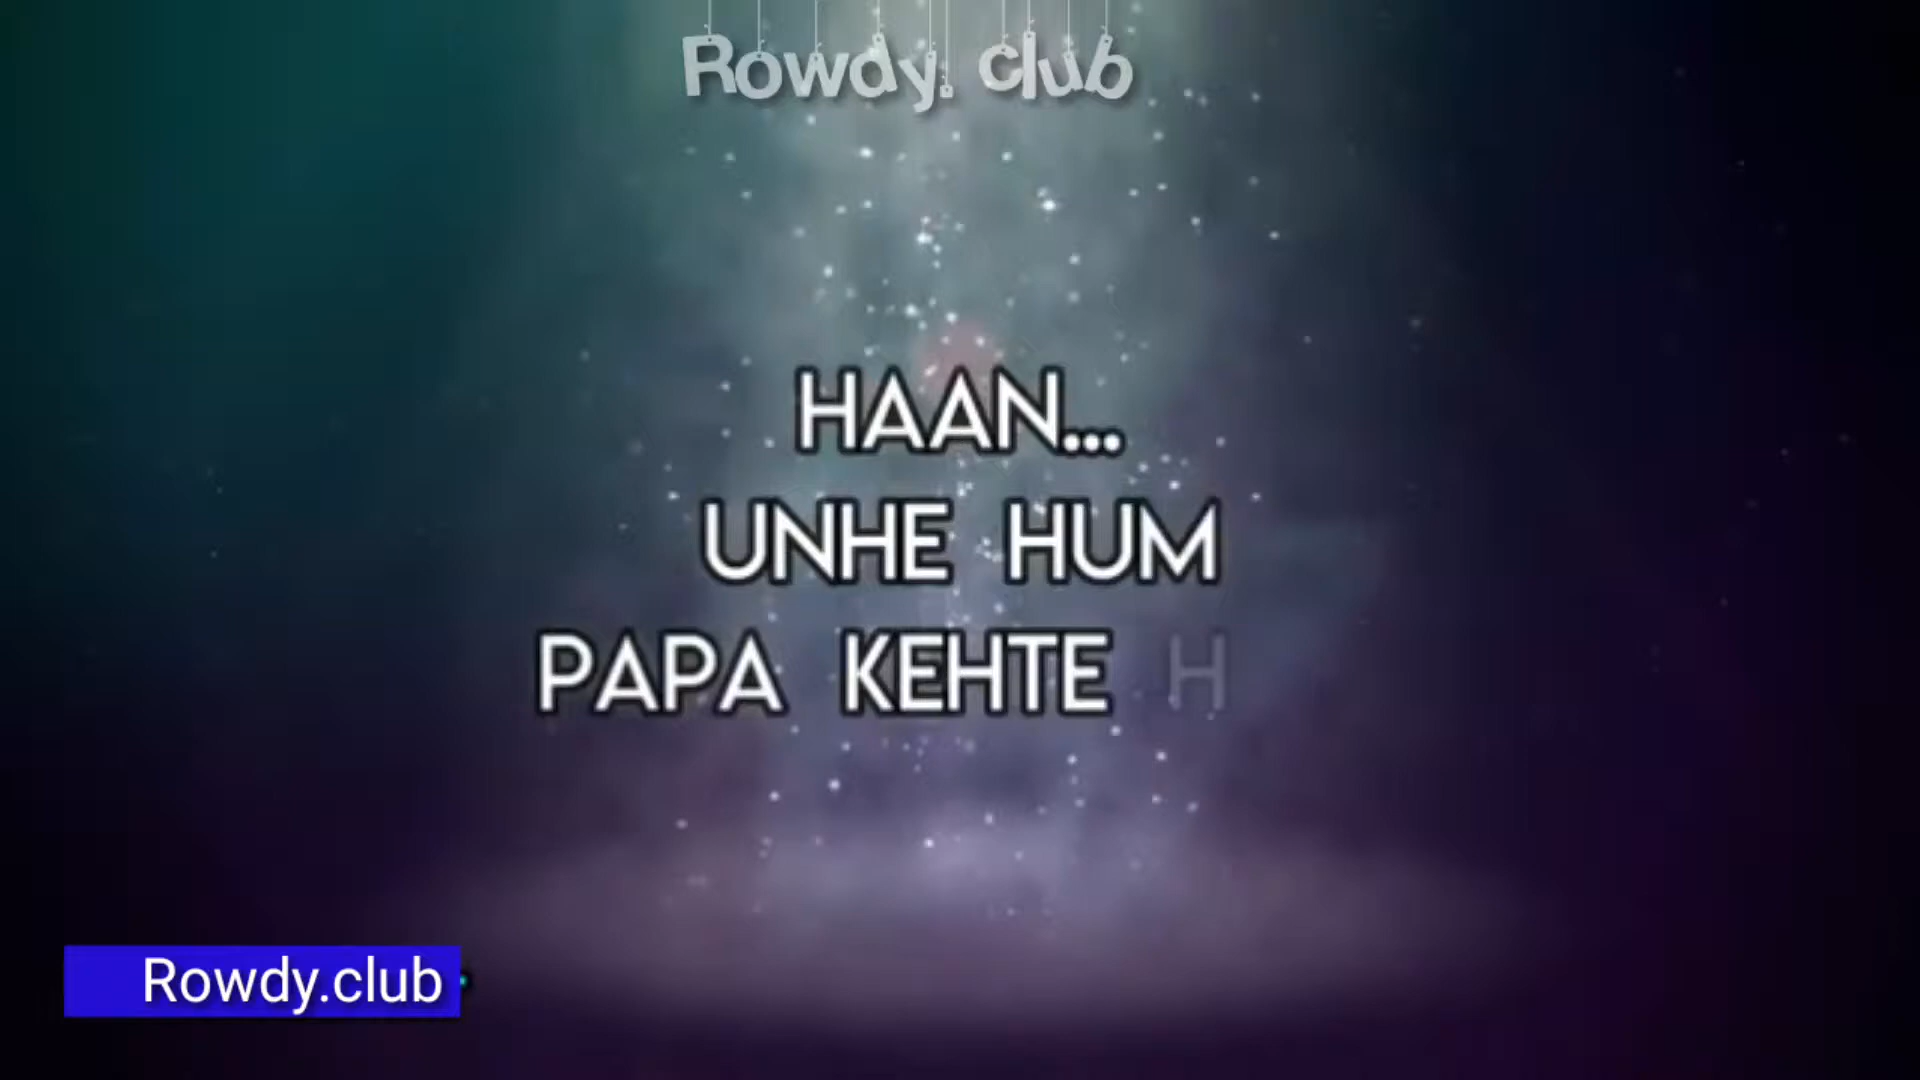 Rowdy. club
HAAN...
UNHE HUM
PAPA KEHTE H
Rowdy.club